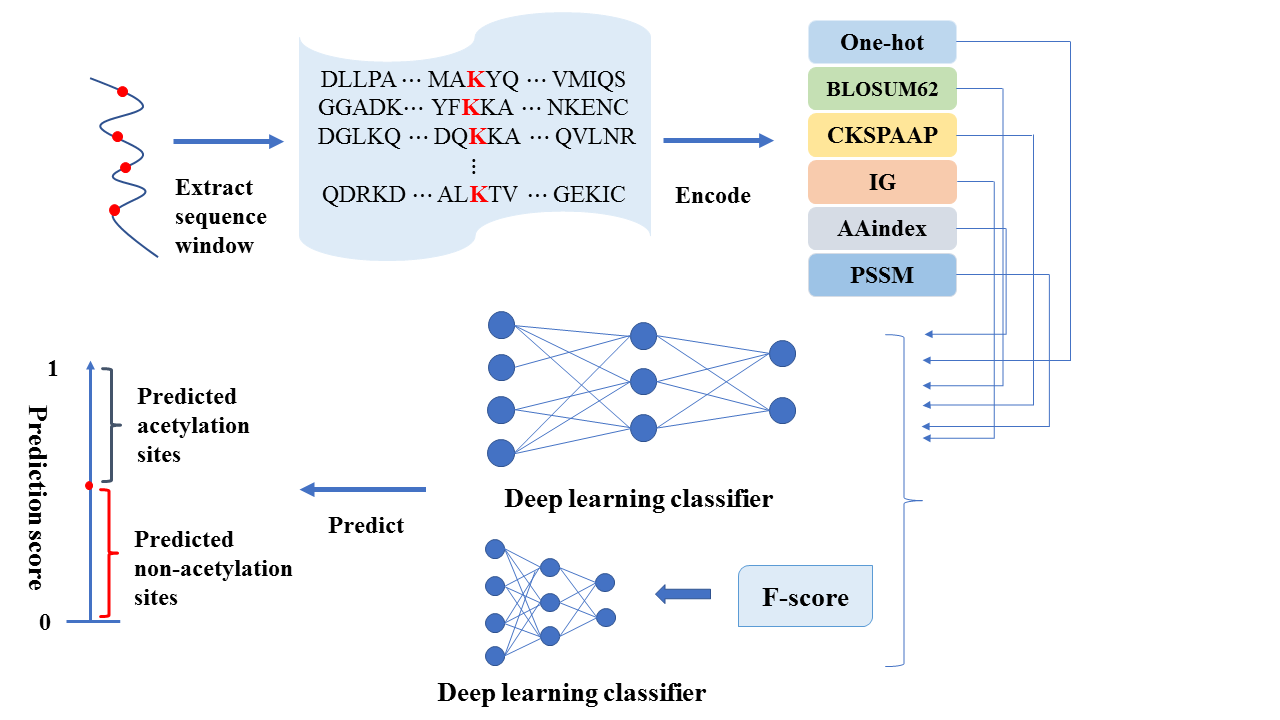 DLLPA ··· MAKYQ ··· VMIQS
GGADK··· YFKKA ··· NKENC
DGLKQ ··· DQKKA ··· QVLNR
⋮
QDRKD ··· ALKTV ··· GEKIC
Extract
sequence
window
Encode
One-hot
BLOSUM62
CKSPAAP
IG
AAindex
PSSM
Deep learning classifier
F-score
Deep learning classifier
Predict
1
Prediction score
0
Predicted
acetylation
sites
Predicted
non-acetylation
sites